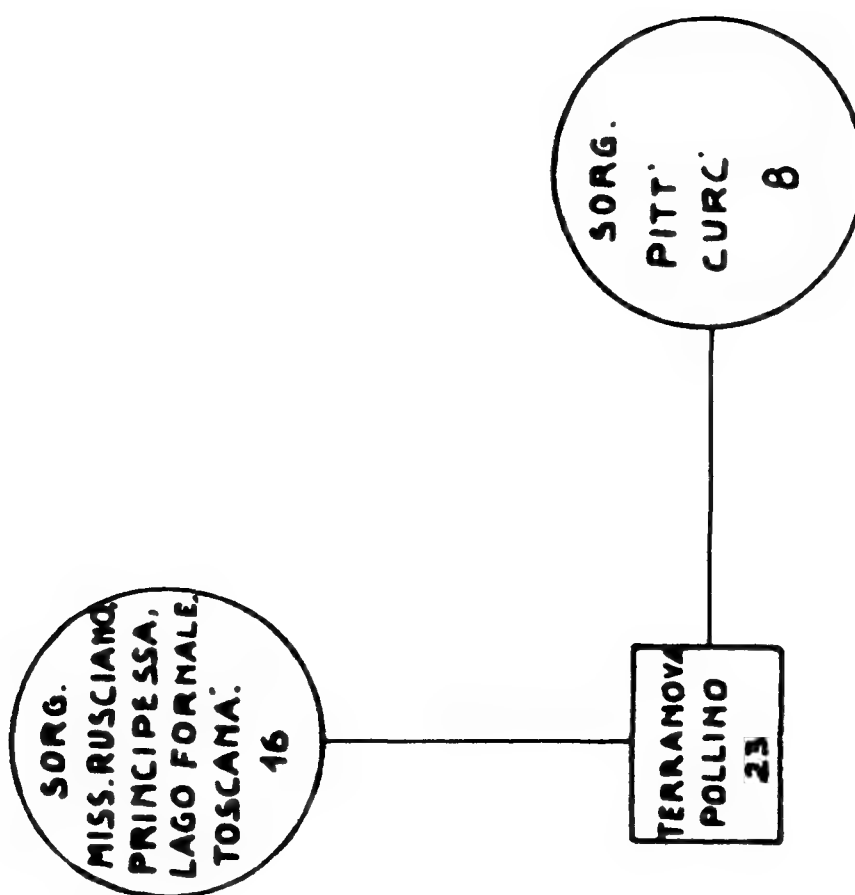 SORG.
MISS.RUSCIANO,
PRINCIPESSA,
LAGO FORNALE,
TOSCANA.
16
TERRANOVA
POLLINO
23
SORG.
PITT.
CURC.
8